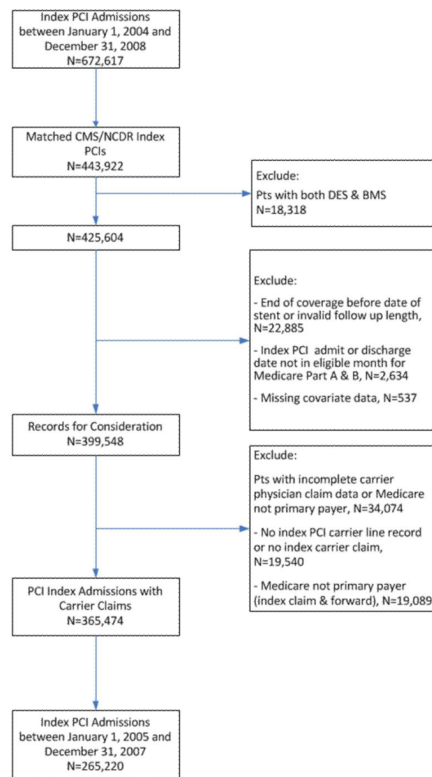 Index PCI Admissions
between January 1, 2004 and
December 31, 2008
N=672,617
Matched CMS/NCDR Index
PCIs
N=443,922
Exclude:
Pts with both DES & BMS
N=18,318
N=425,604
Exclude:
- End of coverage before date of
stent or invalid follow up length,
N=22,885
- Index PCI admit or discharge
date not in eligible month for
Medicare Part A & B, N=2,634
- Missing covariate data, N=537
Records for Consideration
N=399,548
Exclude:
Pts with incomplete carrier
physician claim data or Medicare
not primary payer, N=34,074
- No index PCI carrier line record
or no index carrier claim,
N=19,540
- Medicare not primary payer
(index claim & forward), N=19,089
PCI Index Admissions with
Carrier Claims
N=365,474
Index PCI Admissions
between January 1, 2005 and
December 31, 2007
N=265,220